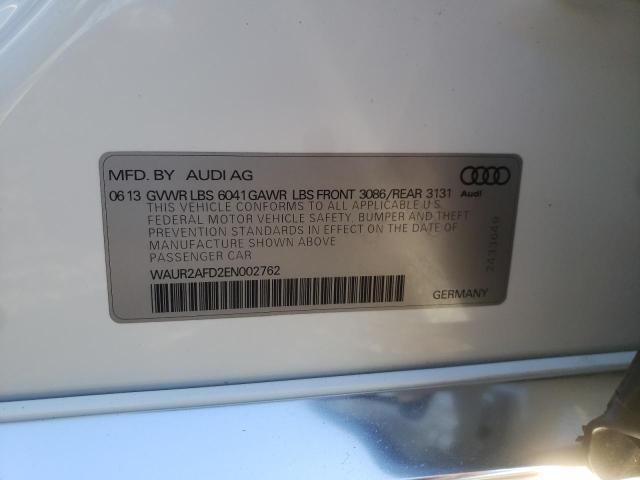 MFD. BY AUDI AG
06 13 GVWR LBS 6041 GAWR LBS FRONT 3086/REAR 3131
Audi
THIS VEHICLE CONFORMS TO ALL APPLICABLE U.S.
FEDERAL MOTOR VEHICLE SAFETY, BUMPER AND THEFT
PREVENTION STANDARDS IN EFFECT ON THE DATE OF
MANUFACTURE SHOWN ABOVE
PASSENGER CAR
WAUR2AFD2EN002762
GERMANY
2433649